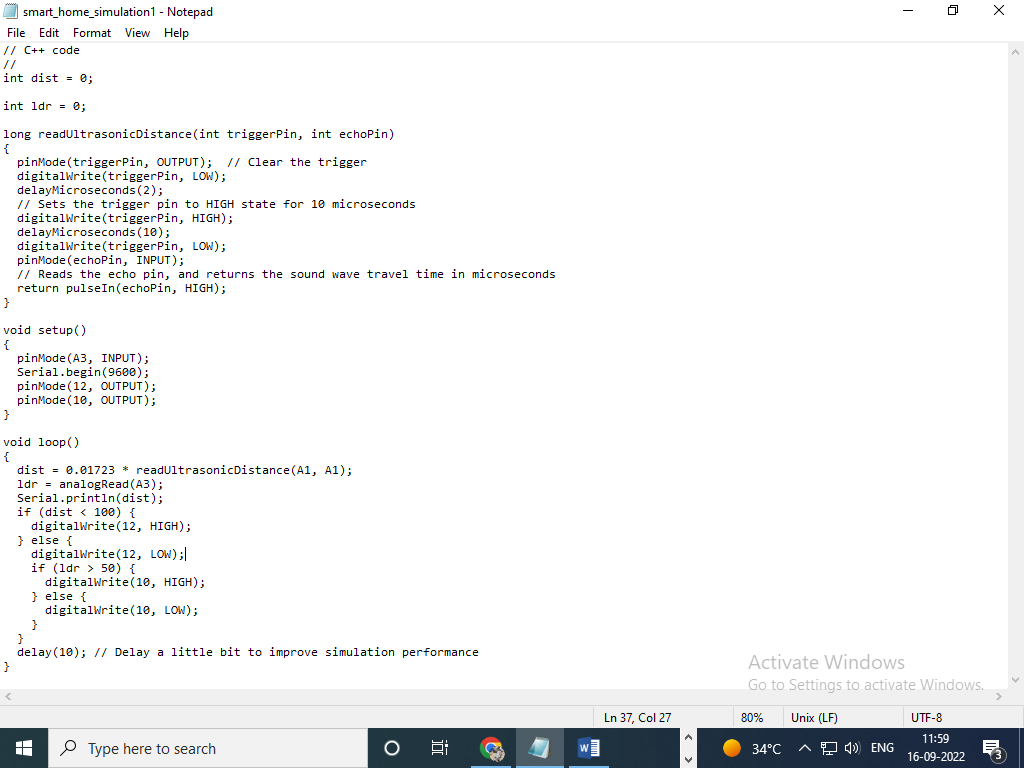 smart_home_simulation1 - Notepad
File Edit Format View Help
// C++ code
//
int dist = 0;

int ldr = 0;

long readUltrasonicDistance(int triggerPin, int echoPin)
{
  pinMode(triggerPin, OUTPUT);  // Clear the trigger
  digitalWrite(triggerPin, LOW);
  delayMicroseconds(2);
  // Sets the trigger pin to HIGH state for 10 microseconds
  digitalWrite(triggerPin, HIGH);
  delayMicroseconds(10);
  digitalWrite(triggerPin, LOW);
  pinMode(echoPin, INPUT);
  // Reads the echo pin, and returns the sound wave travel time in microseconds
  return pulseIn(echoPin, HIGH);
}

void setup()
{
  pinMode(A3, INPUT);
  Serial.begin(9600);
  pinMode(12, OUTPUT);
  pinMode(10, OUTPUT);
}

void loop()
{
  dist = 0.01723 * readUltrasonicDistance(A1, A1);
  ldr = analogRead(A3);
  Serial.println(dist);
  if (dist < 100) {
    digitalWrite(12, HIGH);
  } else {
    digitalWrite(12, LOW);
    if (ldr > 50) {
      digitalWrite(10, HIGH);
    } else {
      digitalWrite(10, LOW);
    }
  }
  delay(10); // Delay a little bit to improve simulation performance
}
Activate Windows
Go to Settings to activate Windows.
Ln 37, Col 27 80% Unix (LF) UTF-8
Type here to search
W
34°C
ENG
11:59
16-09-2022
3